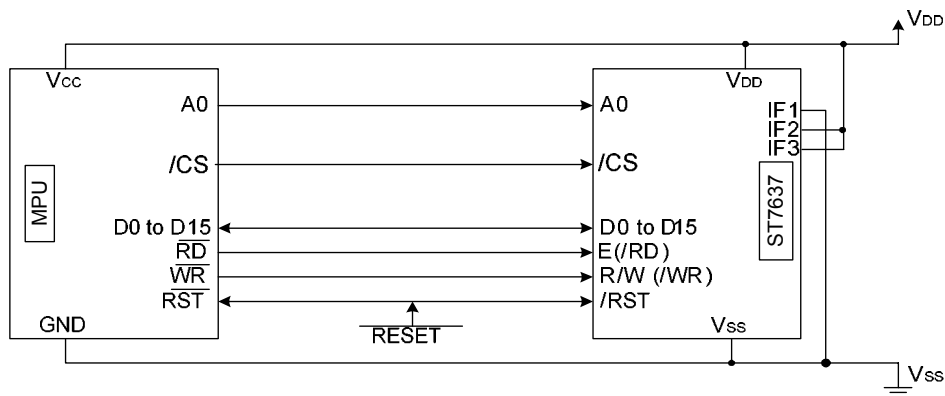 VDD
VCC
VDD
A0
A0
IF1
IF2
IF3
/CS
/CS
MPU
ST7637
D0 to D15
D0 to D15
RD
E(/RD)
WR
R/W (/WR)
RST
/RST
GND
RESET
VSS
VSS